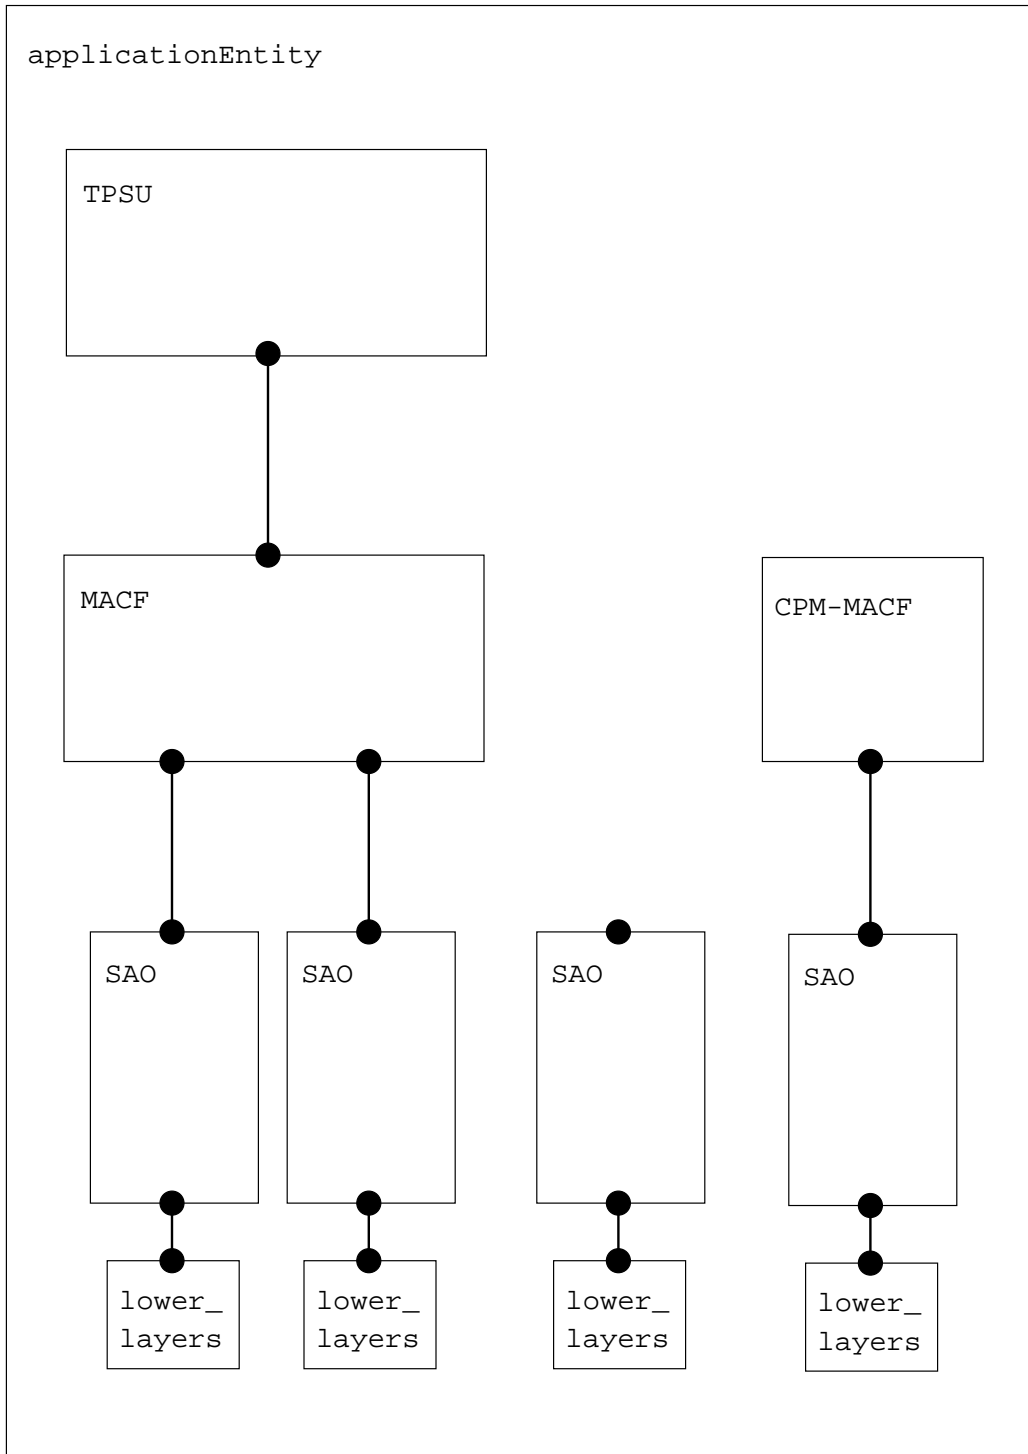 applicationEntity
TPSU
MACF
CPM-MACF
SAO
SAO
SAO
SAO
lower_
layers
lower_
layers
lower_
layers
lower_
layers